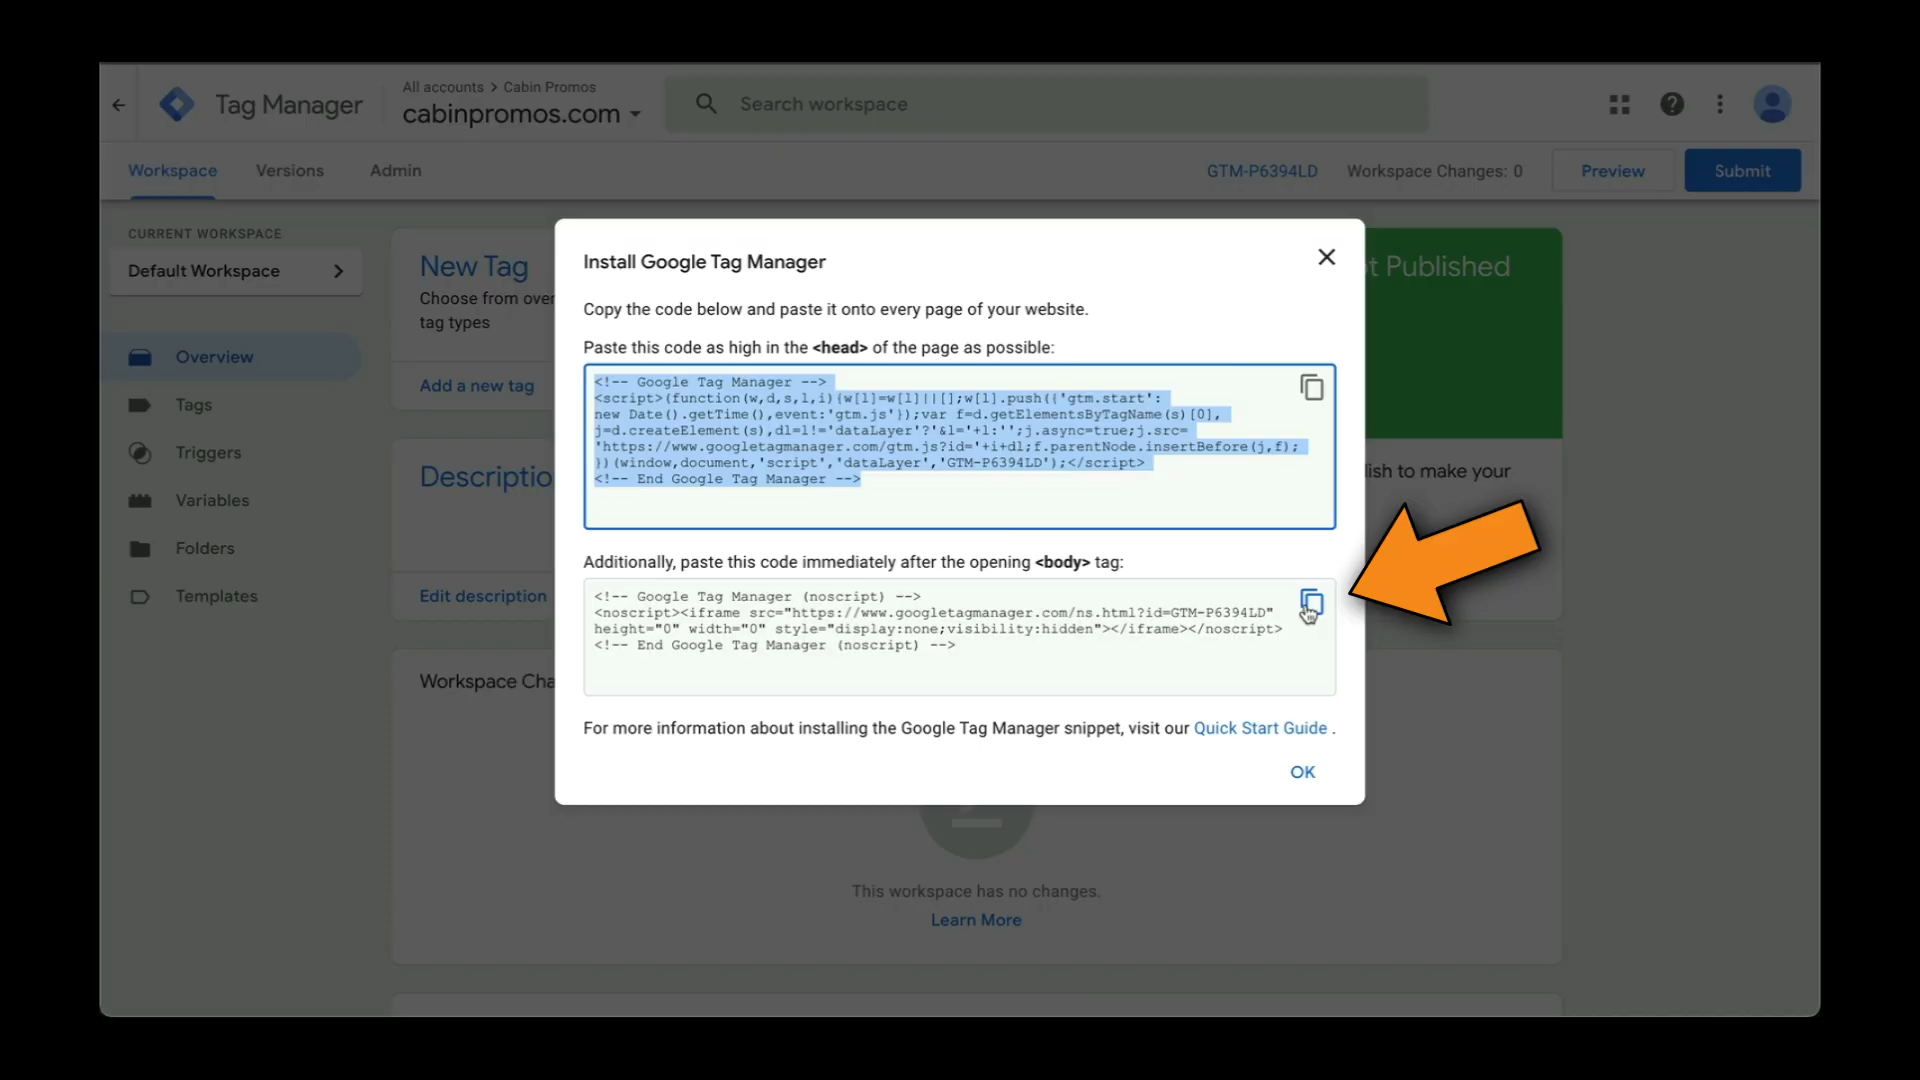 Tag Manager
All accounts > Cabin Promos
cabinpromos.com
Search workspace
Workspace
Versions
Admin
GTM-P6394LD
Workspace Changes: 0
Preview
Submit
CURRENT WORKSPACE
Default Workspace
Overview
Tags
Triggers
Variables
Folders
Templates
New Tag
Choose from over
tag types
Add a new tag
Descriptio
Edit description
Workspace Cha
t Published
lish to make your
Install Google Tag Manager
Copy the code below and paste it onto every page of your website.
Paste this code as high in the <head> of the page as possible:
<!-- Google Tag Manager -->
<script>(function(w,d,s,l,i){w[l]=w[l]||[];w[l].push({'gtm.start':
new Date().getTime(),event:'gtm.js'});var f=d.getElementsByTagName(s)[0],
j=d.createElement(s),dl=l!='dataLayer'?'&l='+l:'';j.async=true;j.src=
'https://www.googletagmanager.com/gtm.js?id='+i+dl;f.parentNode.insertBefore(j,f);
})(window,document,'script','dataLayer','GTM-P6394LD');</script>
<!-- End Google Tag Manager -->
Additionally, paste this code immediately after the opening <body> tag:
<!-- Google Tag Manager (noscript) -->
<noscript><iframe src="https://www.googletagmanager.com/ns.html?id=GTM-P6394LD"
height="0" width="0" style="display:none;visibility:hidden"></iframe></noscript>
<!-- End Google Tag Manager (noscript) -->
For more information about installing the Google Tag Manager snippet, visit our Quick Start Guide .
OK
This workspace has no changes.
Learn More